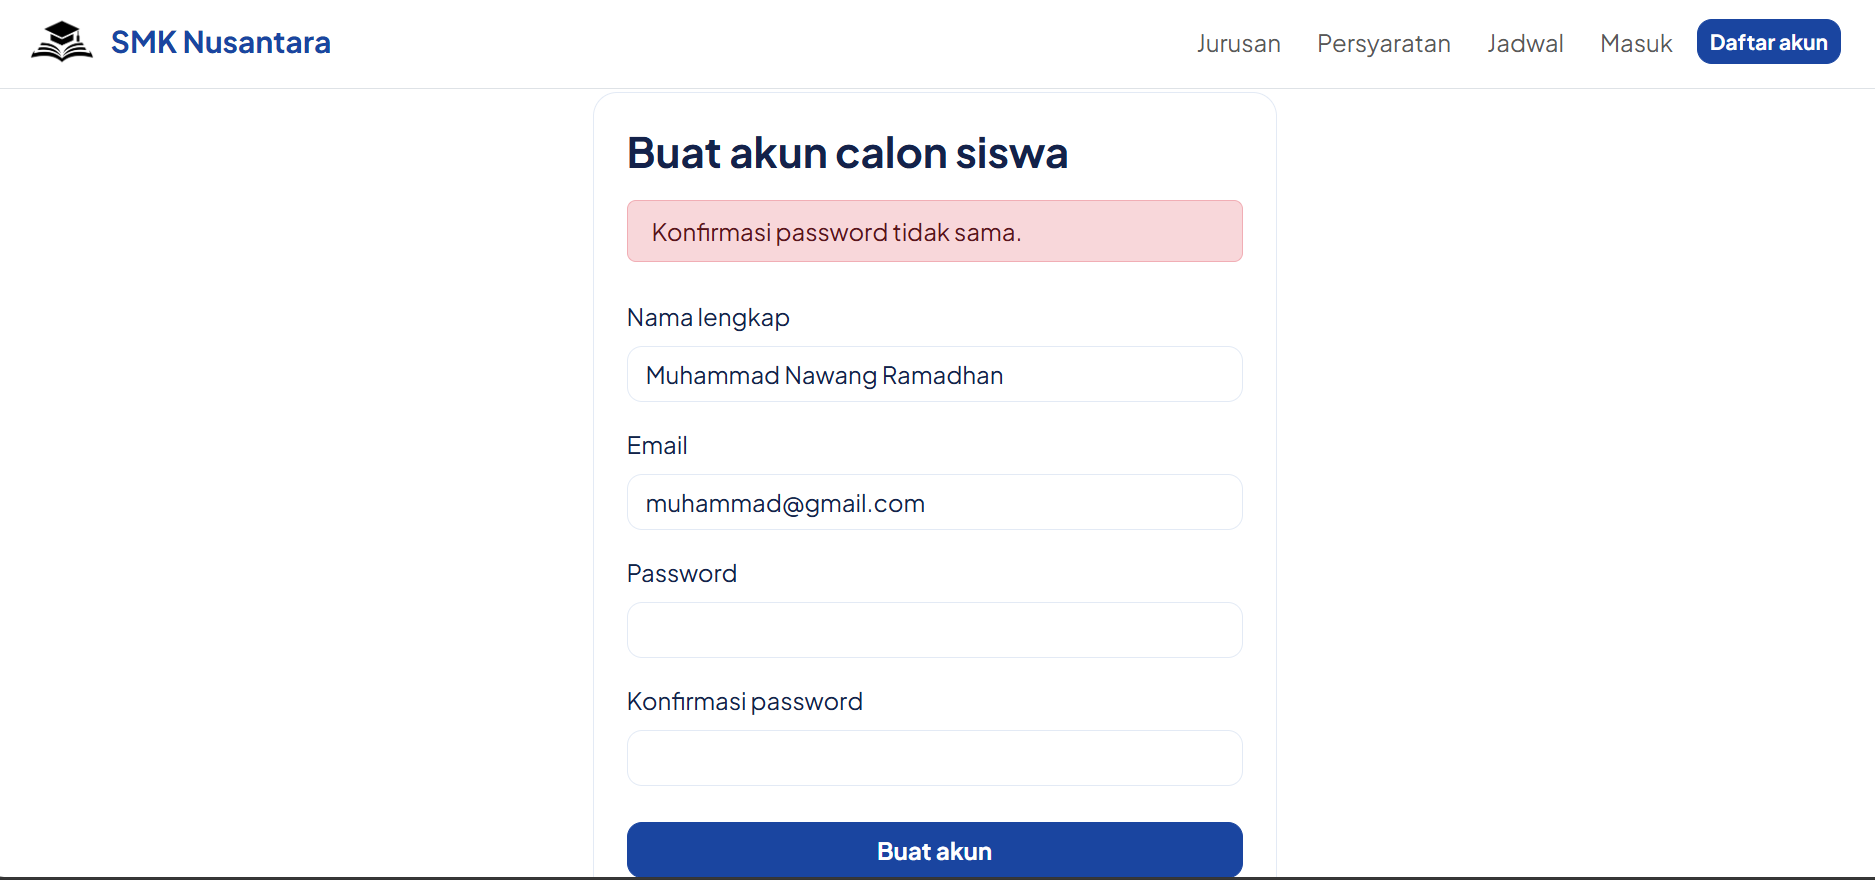 SMK Nusantara
Jurusan
Persyaratan
Jadwal
Masuk
Daftar akun
Buat akun calon siswa
Konfirmasi password tidak sama.
Nama lengkap
Muhammad Nawang Ramadhan
Email
muhammad@gmail.com
Password
Konfirmasi password
Buat akun